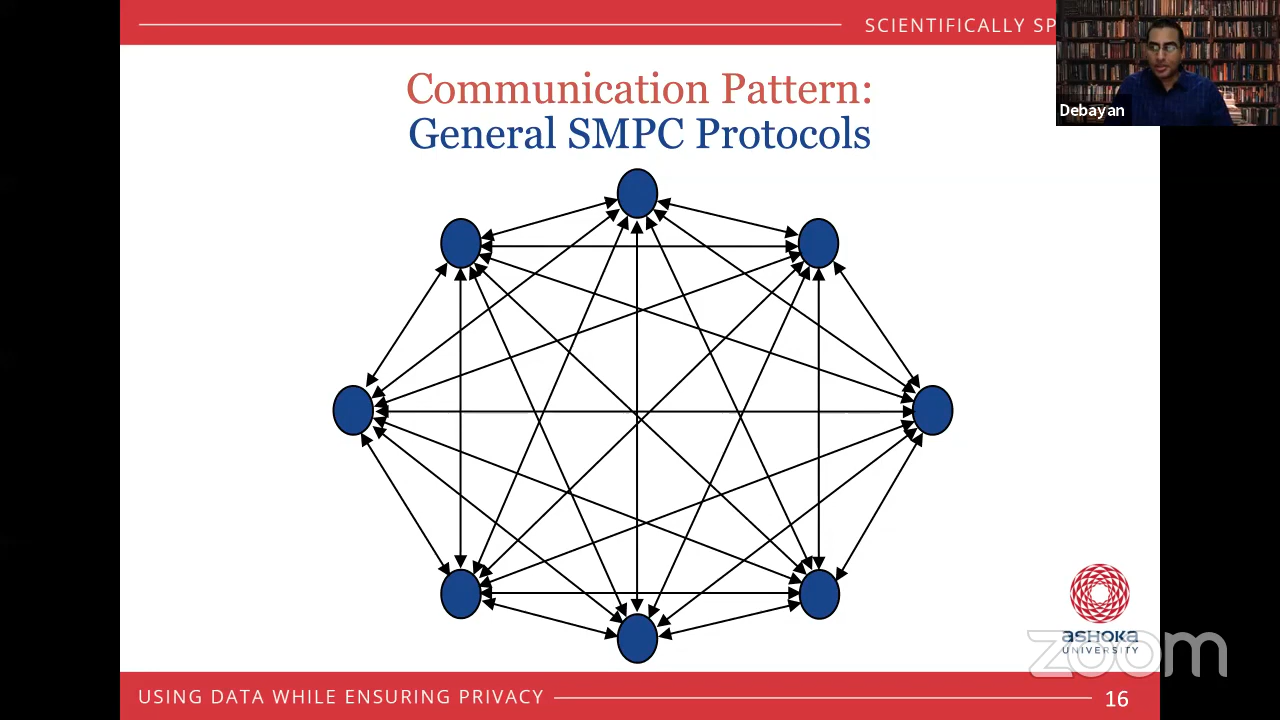 SCIENTIFICALLY SP
Debayan
Communication Pattern:
General SMPC Protocols
ASHOKA
UNIVERSITY
zoom
USING DATA WHILE ENSURING PRIVACY
16